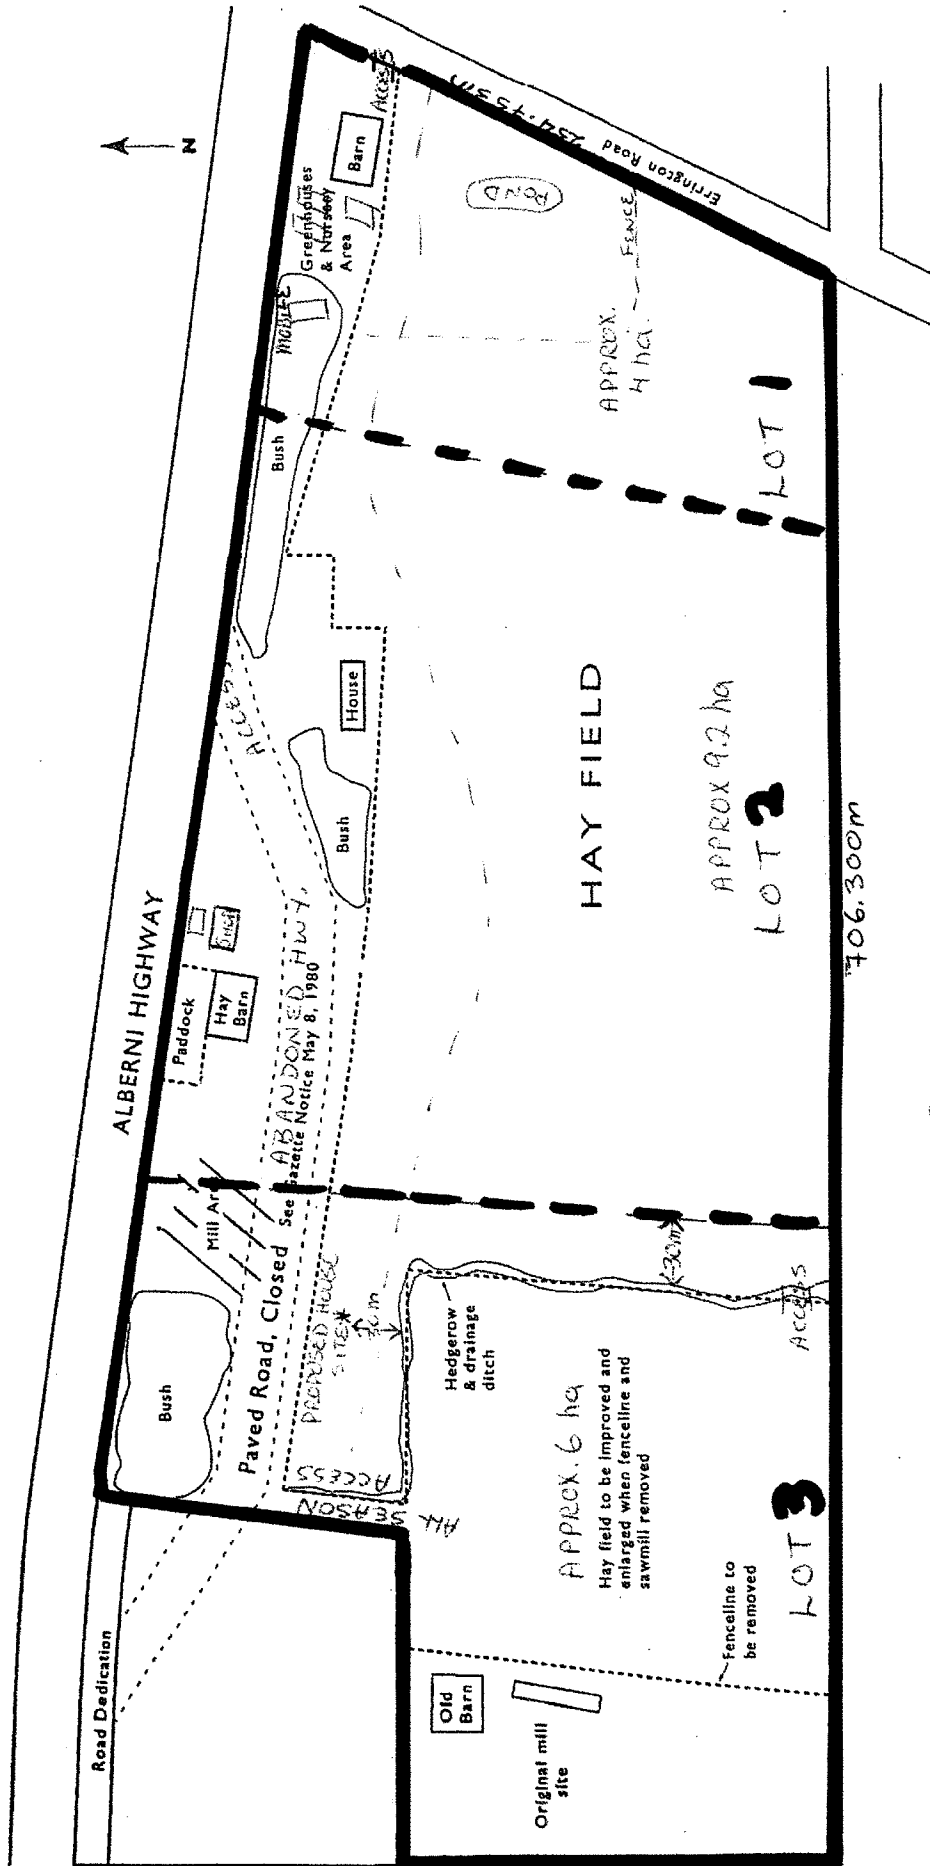 Road Dedication
ALBERNI HIGHWAY
N
Bush
Mill Area
Paved Road, Closed
See Gazette Notice May 8, 1980
ABANDONED HWY.
Paddock
Hay
Barn
Shop
ACCESS
Bush
House
Bush
MOBILE
Greenhouses
& Nursery
Area
Barn
ACCESS
234.753m
Errington Road
POND
FENCE
APPROX.
4 ha.
LOT 1
HAY FIELD
APPROX 9.2 ha
LOT 2
706.300m
PROPOSED HOUSE
SITE
30m
ALL
SEASON
ACCESS
Hedgerow
& drainage
ditch
30m
ACCESS
APPROX. 6 ha
Hay field to be improved and
enlarged when fenceline and
sawmill removed
LOT 3
Fenceline to
be removed
Old
Barn
Original mill
site